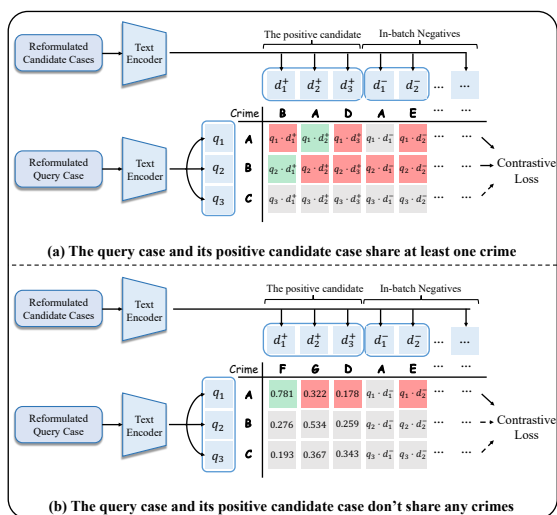 The positive candidate In-batch Negatives
Reformulated Candidate Cases
Text Encoder
d₁⁺ d₂⁺ d₃⁺ d₁⁻ d₂⁻ ... ...
Crime B A D A E ... ...
Reformulated Query Case
Text Encoder
q₁ A q₁·d₁⁺ q₁·d₂⁺ q₁·d₃⁺ q₁·d₁⁻ q₁·d₂⁻ ... ...
q₂ B q₂·d₁⁺ q₂·d₂⁺ q₂·d₃⁺ q₂·d₁⁻ q₂·d₂⁻ ... ...
q₃ C q₃·d₁⁺ q₃·d₂⁺ q₃·d₃⁺ q₃·d₁⁻ q₃·d₂⁻ ... ...
Contrastive
Loss
(a) The query case and its positive candidate case share at least one crime
The positive candidate In-batch Negatives
Reformulated Candidate Cases
Text Encoder
d₁⁺ d₂⁺ d₃⁺ d₁⁻ d₂⁻ ... ...
Crime F G D A E ... ...
Reformulated Query Case
Text Encoder
q₁ A 0.781 0.322 0.178 q₁·d₁⁻ q₁·d₂⁻ ... ...
q₂ B 0.276 0.534 0.259 q₂·d₁⁻ q₂·d₂⁻ ... ...
q₃ C 0.193 0.367 0.343 q₃·d₁⁻ q₃·d₂⁻ ... ...
Contrastive
Loss
(b) The query case and its positive candidate case don't share any crimes